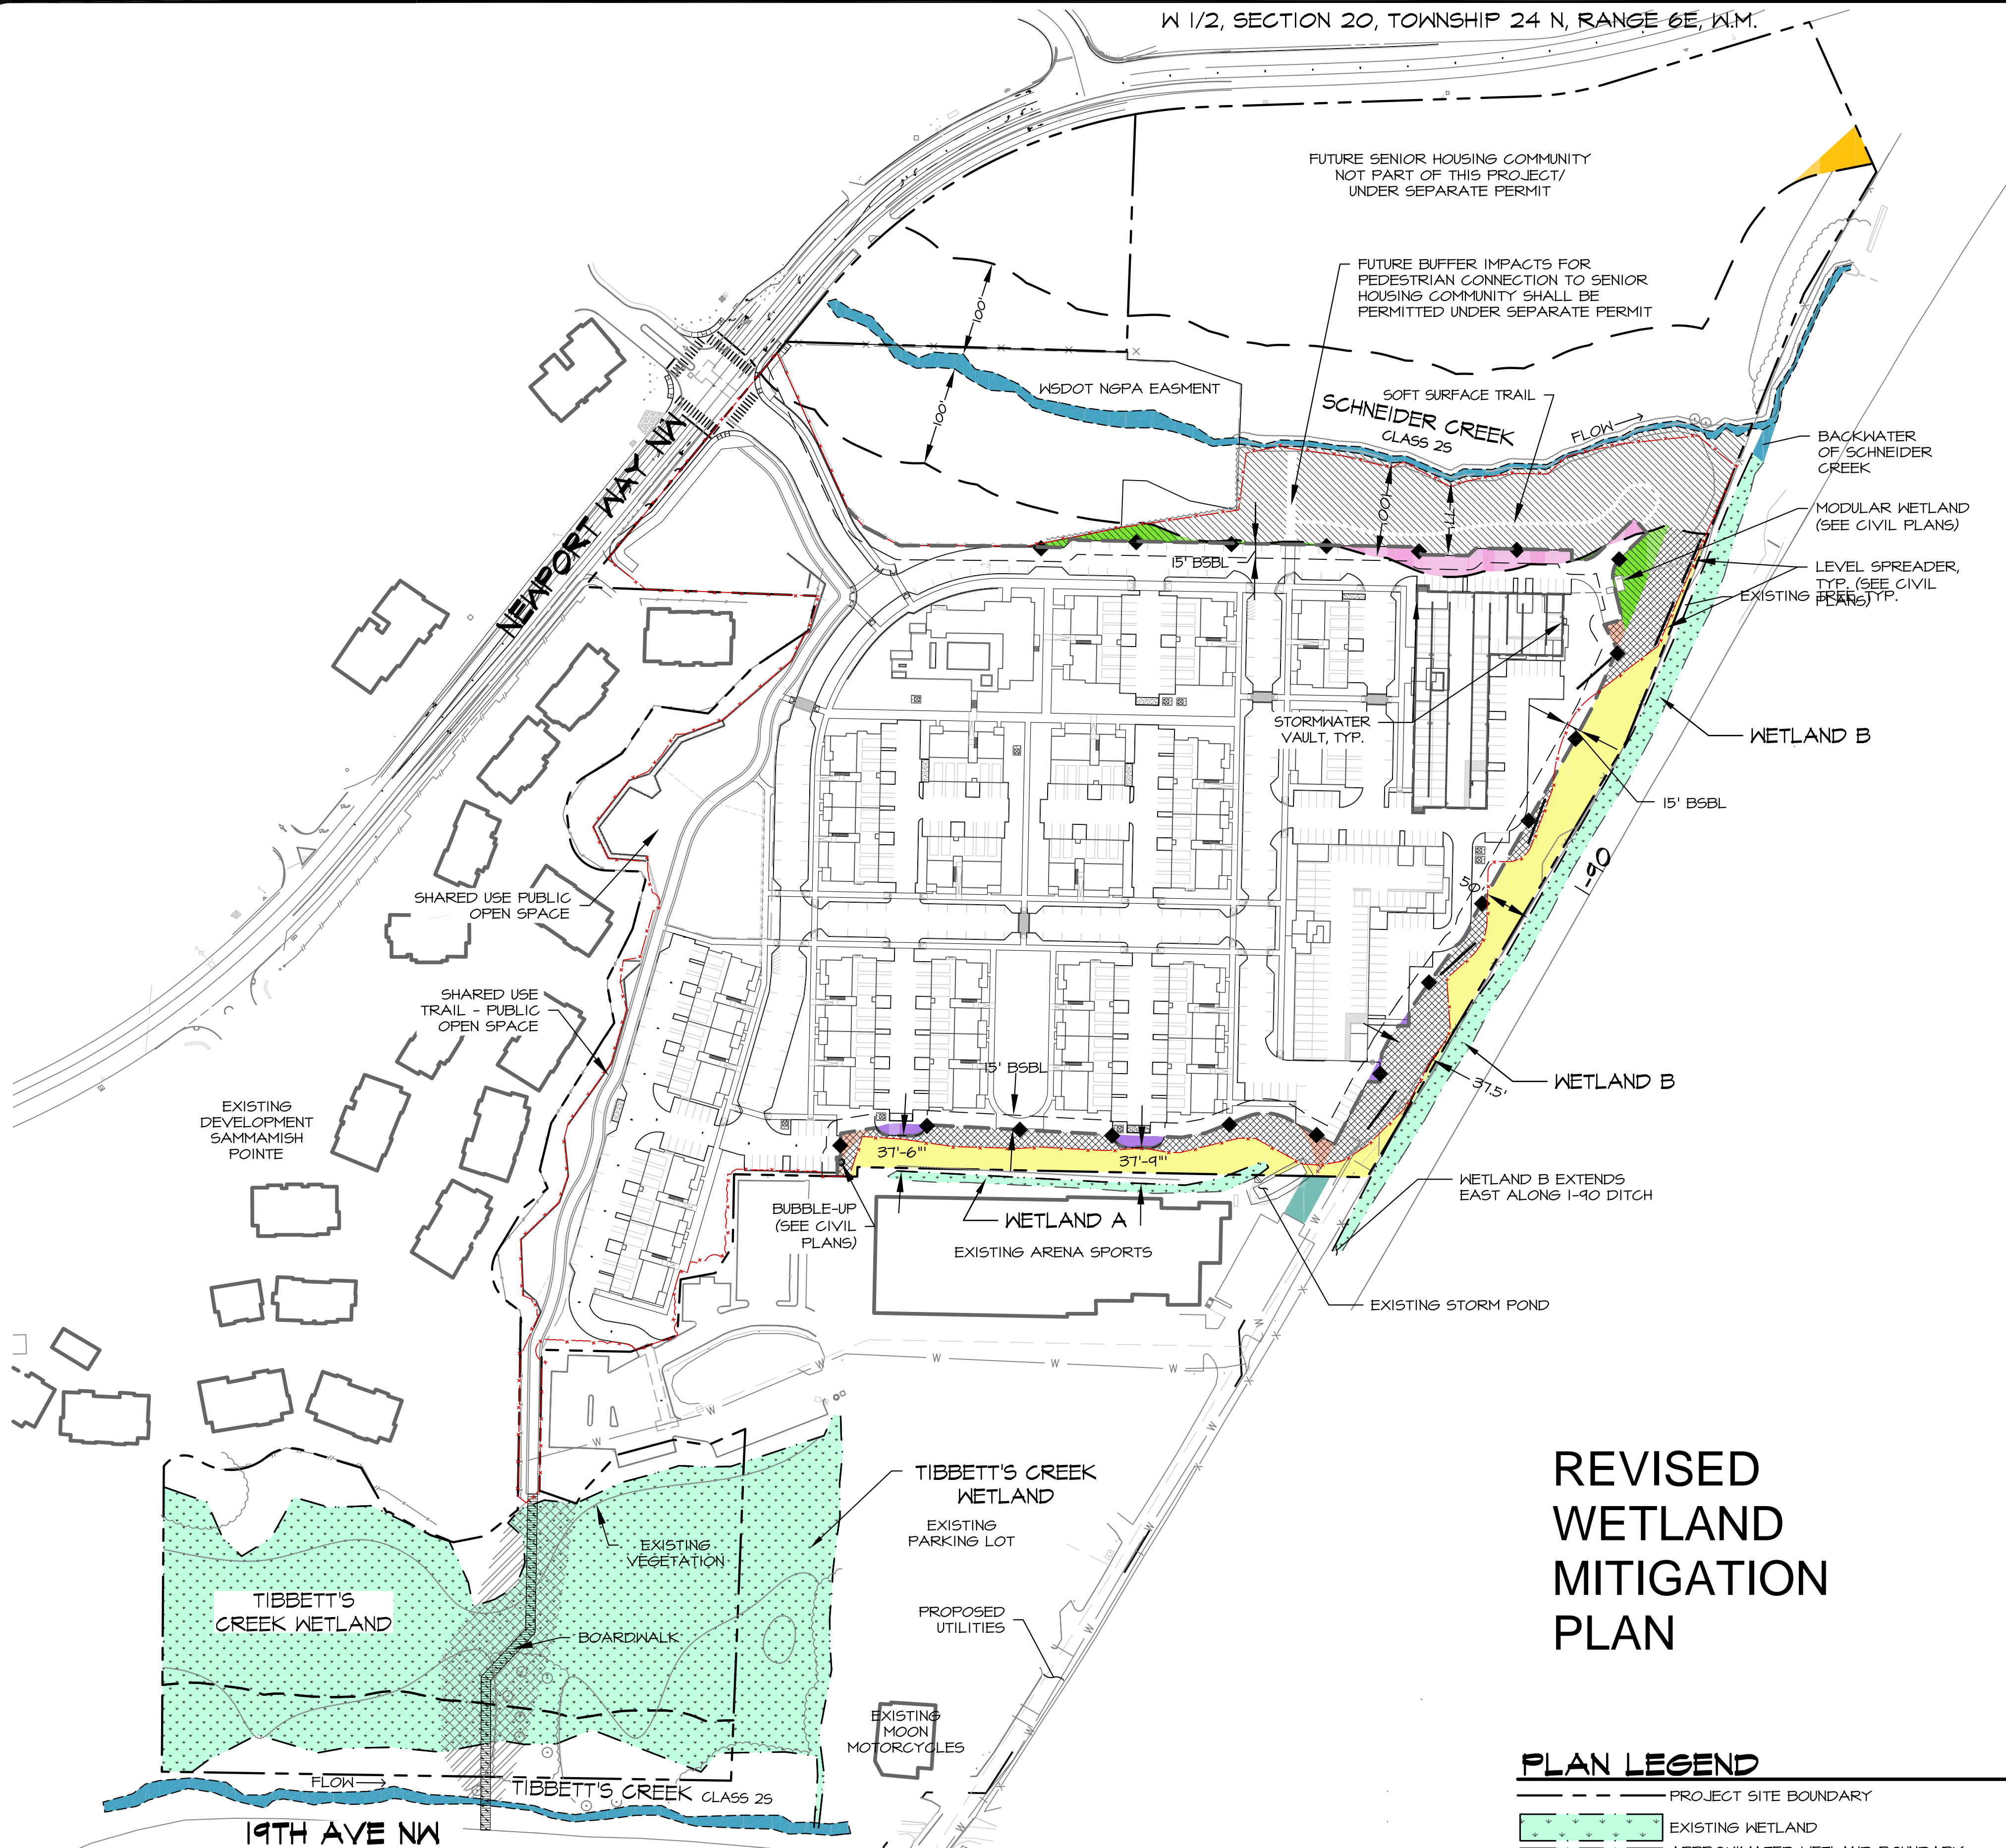 W 1/2, SECTION 20, TOWNSHIP 24 N, RANGE 6E, W.M.
FUTURE SENIOR HOUSING COMMUNITY
NOT PART OF THIS PROJECT/
UNDER SEPARATE PERMIT
FUTURE BUFFER IMPACTS FOR
PEDESTRIAN CONNECTION TO SENIOR
HOUSING COMMUNITY SHALL BE
PERMITTED UNDER SEPARATE PERMIT
100'
100'
WSDOT NGPA EASMENT
SOFT SURFACE TRAIL
SCHNEIDER CREEK
CLASS 2S
FLOW
BACKWATER
OF SCHNEIDER
CREEK
MODULAR WETLAND
(SEE CIVIL PLANS)
LEVEL SPREADER,
TYP. (SEE CIVIL
PLANS)
EXISTING TREE, TYP.
NEWPORT WAY NW
100'
77'
15' BSBL
STORMWATER
VAULT, TYP.
WETLAND B
15' BSBL
I-90
50'
SHARED USE PUBLIC
OPEN SPACE
SHARED USE
TRAIL - PUBLIC
OPEN SPACE
15' BSBL
WETLAND B
37.5'
EXISTING
DEVELOPMENT
SAMMAMISH
POINTE
37'-6"'
37'-9"'
WETLAND B EXTENDS
EAST ALONG I-90 DITCH
BUBBLE-UP
(SEE CIVIL
PLANS)
WETLAND A
EXISTING ARENA SPORTS
EXISTING STORM POND
W W W W
TIBBETT'S CREEK
WETLAND
EXISTING
PARKING LOT
EXISTING
VEGETATION
TIBBETT'S
CREEK WETLAND
BOARDWALK
PROPOSED
UTILITIES
EXISTING
MOON
MOTORCYCLES
FLOW
TIBBETT'S CREEK CLASS 2S
19TH AVE NW
REVISED
WETLAND
MITIGATION
PLAN
PLAN LEGEND
PROJECT SITE BOUNDARY
EXISTING WETLAND